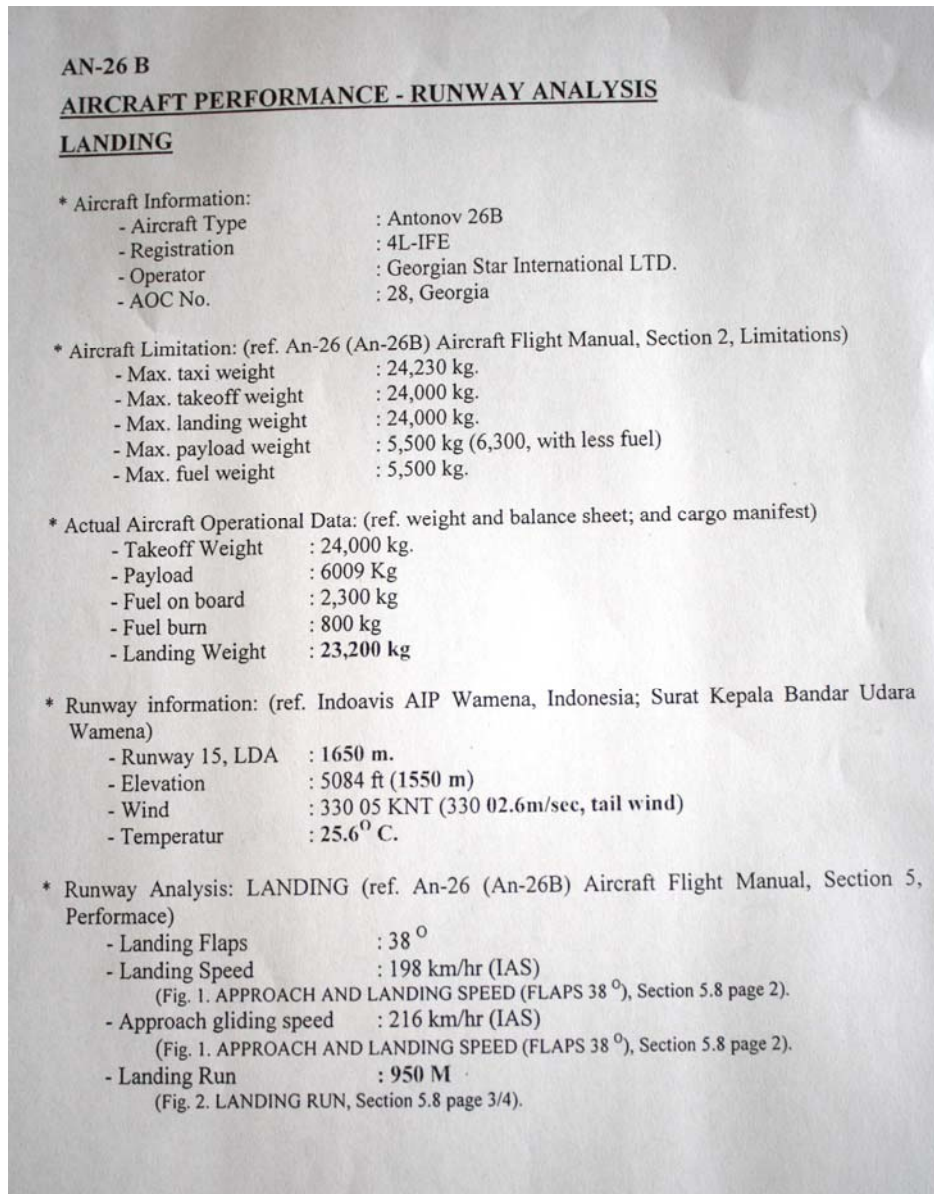 AN-26 B
AIRCRAFT PERFORMANCE - RUNWAY ANALYSIS
LANDING
* Aircraft Information:
- Aircraft Type : Antonov 26B
- Registration : 4L-IFE
- Operator : Georgian Star International LTD.
- AOC No. : 28, Georgia
* Aircraft Limitation: (ref. An-26 (An-26B) Aircraft Flight Manual, Section 2, Limitations)
- Max. taxi weight : 24,230 kg.
- Max. takeoff weight : 24,000 kg.
- Max. landing weight : 24,000 kg.
- Max. payload weight : 5,500 kg (6,300, with less fuel)
- Max. fuel weight : 5,500 kg.
* Actual Aircraft Operational Data: (ref. weight and balance sheet; and cargo manifest)
- Takeoff Weight : 24,000 kg.
- Payload : 6009 Kg
- Fuel on board : 2,300 kg
- Fuel burn : 800 kg
- Landing Weight : 23,200 kg
* Runway information: (ref. Indoavis AIP Wamena, Indonesia; Surat Kepala Bandar Udara
Wamena)
- Runway 15, LDA : 1650 m.
- Elevation : 5084 ft (1550 m)
- Wind : 330 05 KNT (330 02.6m/sec, tail wind)
- Temperatur : 25.6⁰ C.
* Runway Analysis: LANDING (ref. An-26 (An-26B) Aircraft Flight Manual, Section 5,
Performace)
- Landing Flaps : 38 ⁰
- Landing Speed : 198 km/hr (IAS)
(Fig. 1. APPROACH AND LANDING SPEED (FLAPS 38 ⁰), Section 5.8 page 2).
- Approach gliding speed : 216 km/hr (IAS)
(Fig. 1. APPROACH AND LANDING SPEED (FLAPS 38 ⁰), Section 5.8 page 2).
- Landing Run : 950 M
(Fig. 2. LANDING RUN, Section 5.8 page 3/4).